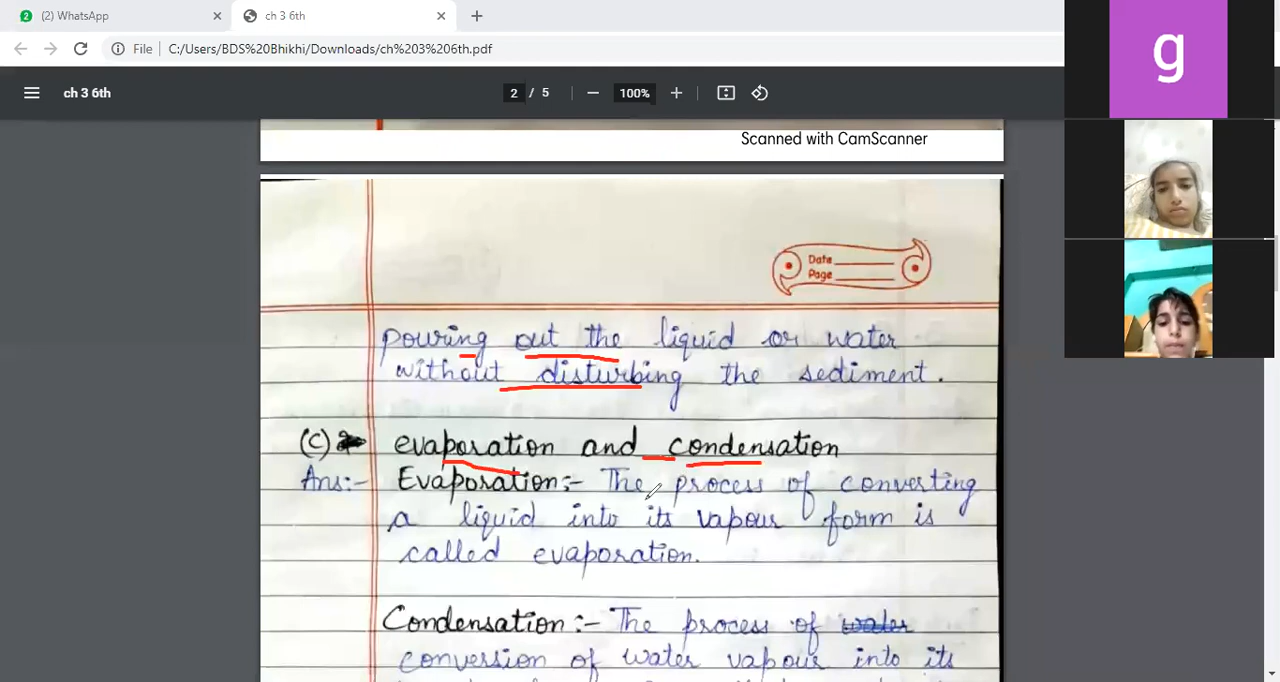 (2) WhatsApp
ch 3 6th
File C:/Users/BDS%20Bhikhi/Downloads/ch%203%206th.pdf
ch 3 6th
2 / 5
100%
g
Scanned with CamScanner
Date
Page
pouring out the liquid or water
without disturbing the sediment.
(C) evaporation and condensation
Ans:- Evaporation:- The process of converting
a liquid into its vapour form is
called evaporation.
Condensation:- The process of water
conversion of water vapour into its